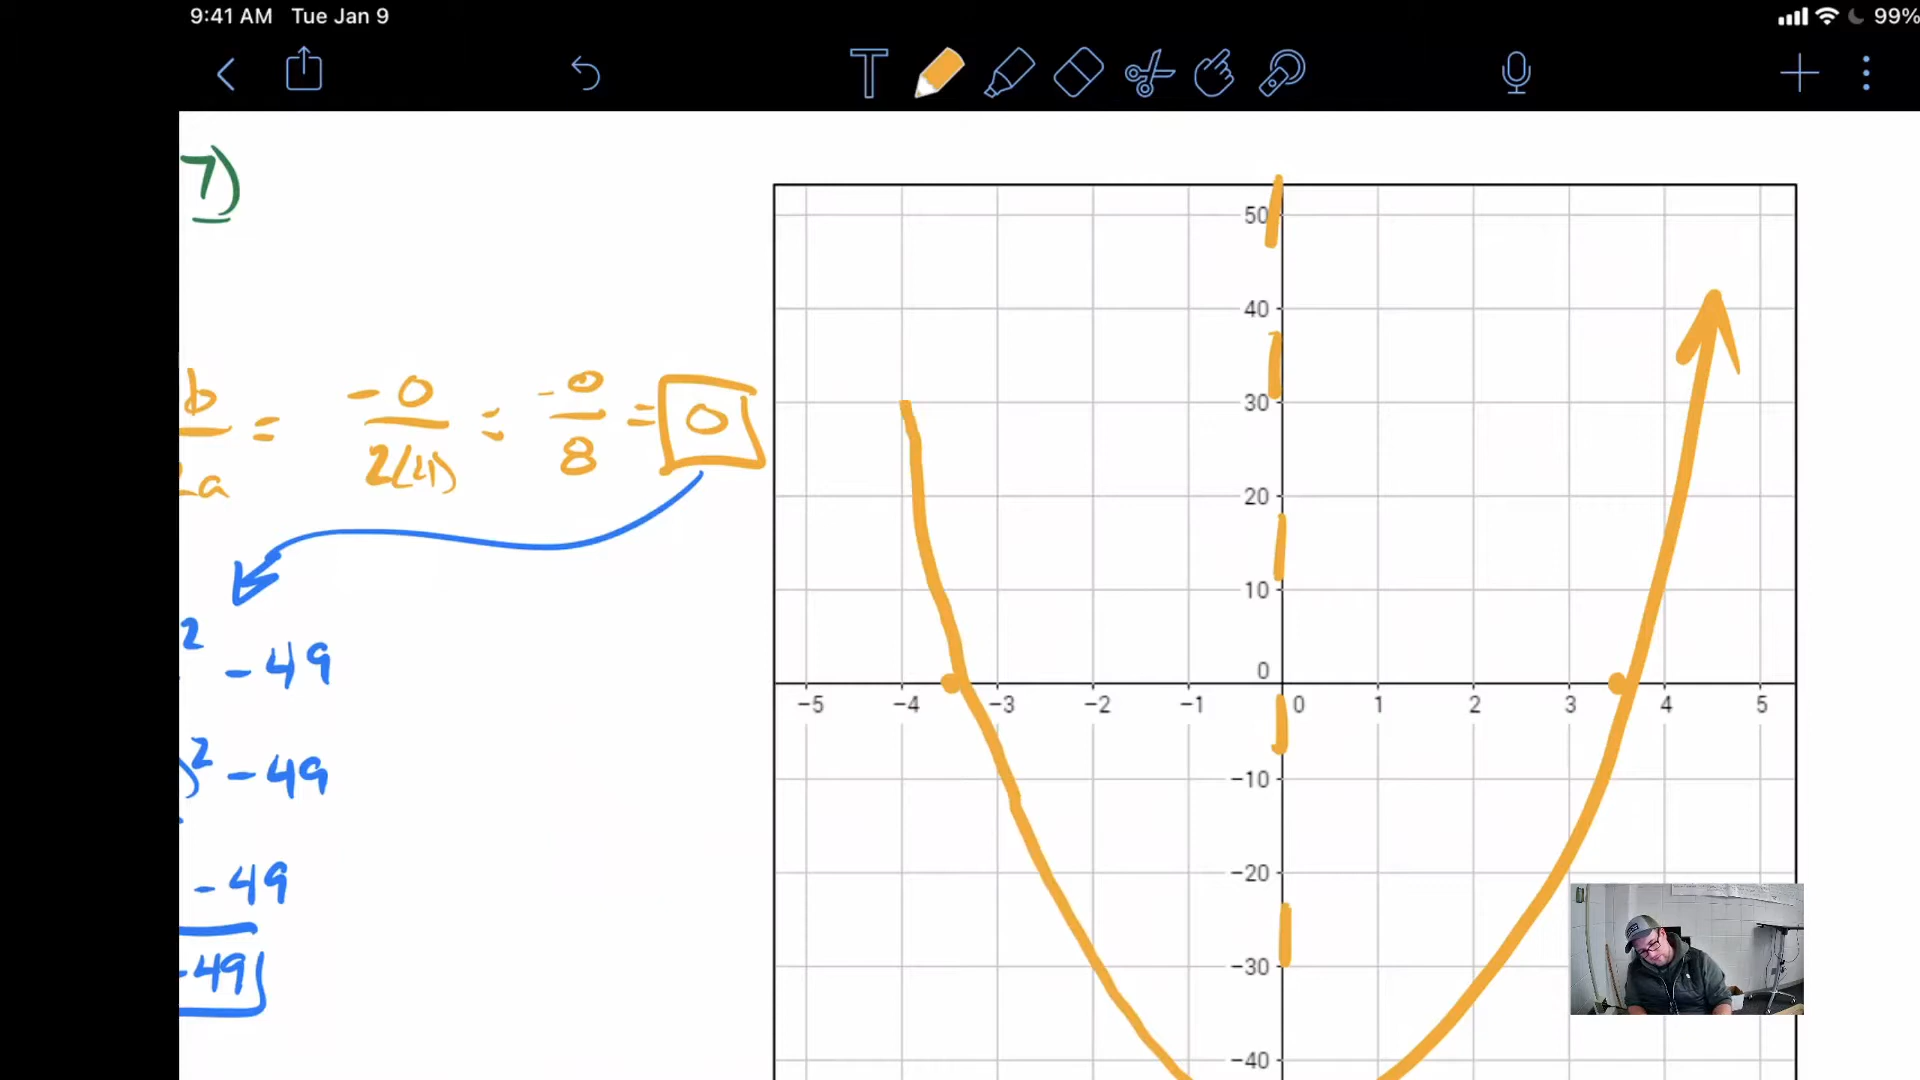 9:41 AM Tue Jan 9 99%
T
7)
b = -0 = -0 = 0
2a 2(4) 8
2 - 49
)2 - 49
- 49
-49
50
40
30
20
10
0
-5 -4 -3 -2 -1 0 1 2 3 4 5
-10
-20
-30
-40